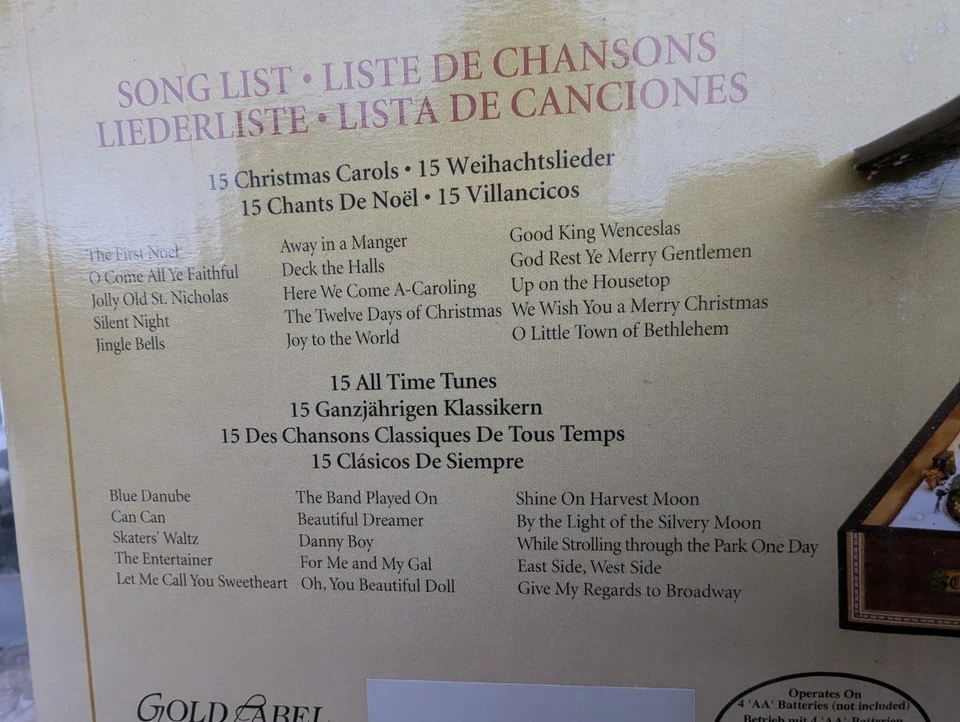 SONG LIST • LISTE DE CHANSONS
LIEDERLISTE • LISTA DE CANCIONES
15 Christmas Carols • 15 Weihachtslieder
15 Chants De Noël • 15 Villancicos
The First Noel
O Come All Ye Faithful
Jolly Old St. Nicholas
Silent Night
Jingle Bells
Away in a Manger
Deck the Halls
Here We Come A-Caroling
The Twelve Days of Christmas
Joy to the World
Good King Wenceslas
God Rest Ye Merry Gentlemen
Up on the Housetop
We Wish You a Merry Christmas
O Little Town of Bethlehem
15 All Time Tunes
15 Ganzjährigen Klassikern
15 Des Chansons Classiques De Tous Temps
15 Clásicos De Siempre
Blue Danube
Can Can
Skaters' Waltz
The Entertainer
Let Me Call You Sweetheart
The Band Played On
Beautiful Dreamer
Danny Boy
For Me and My Gal
Oh, You Beautiful Doll
Shine On Harvest Moon
By the Light of the Silvery Moon
While Strolling through the Park One Day
East Side, West Side
Give My Regards to Broadway
GOLD LABEL
Operates On
4 'AA' Batteries (not included)
Betrieb mit 4 'AA' Batterien